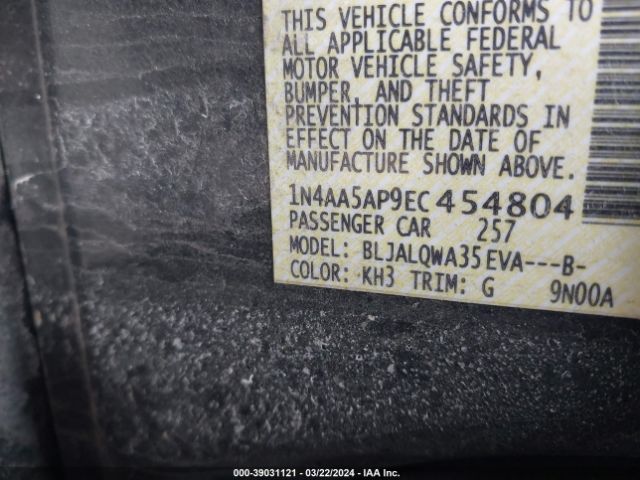 THIS VEHICLE CONFORMS TO
ALL APPLICABLE FEDERAL
MOTOR VEHICLE SAFETY,
BUMPER, AND THEFT
PREVENTION STANDARDS IN
EFFECT ON THE DATE OF
MANUFACTURE SHOWN ABOVE.
1N4AA5AP9EC454804
PASSENGER CAR 257
MODEL: BLJALQWA35EVA---B-
COLOR: KH3 TRIM: G 9N00A
000-39031121 - 03/22/2024 - IAA Inc.